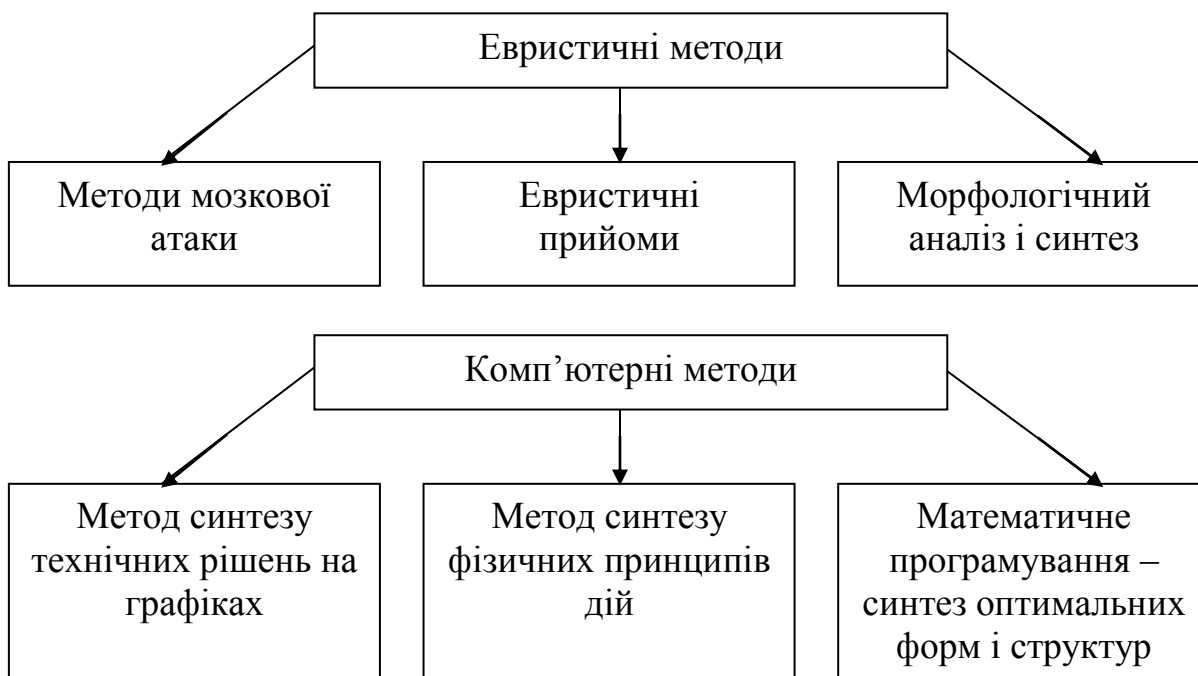 Евристичні методи
Методи мозкової
атаки
Евристичні
прийоми
Морфологічний
аналіз і синтез
Комп’ютерні методи
Метод синтезу
технічних рішень на
графіках
Метод синтезу
фізичних принципів
дій
Математичне
програмування –
синтез оптимальних
форм і структур